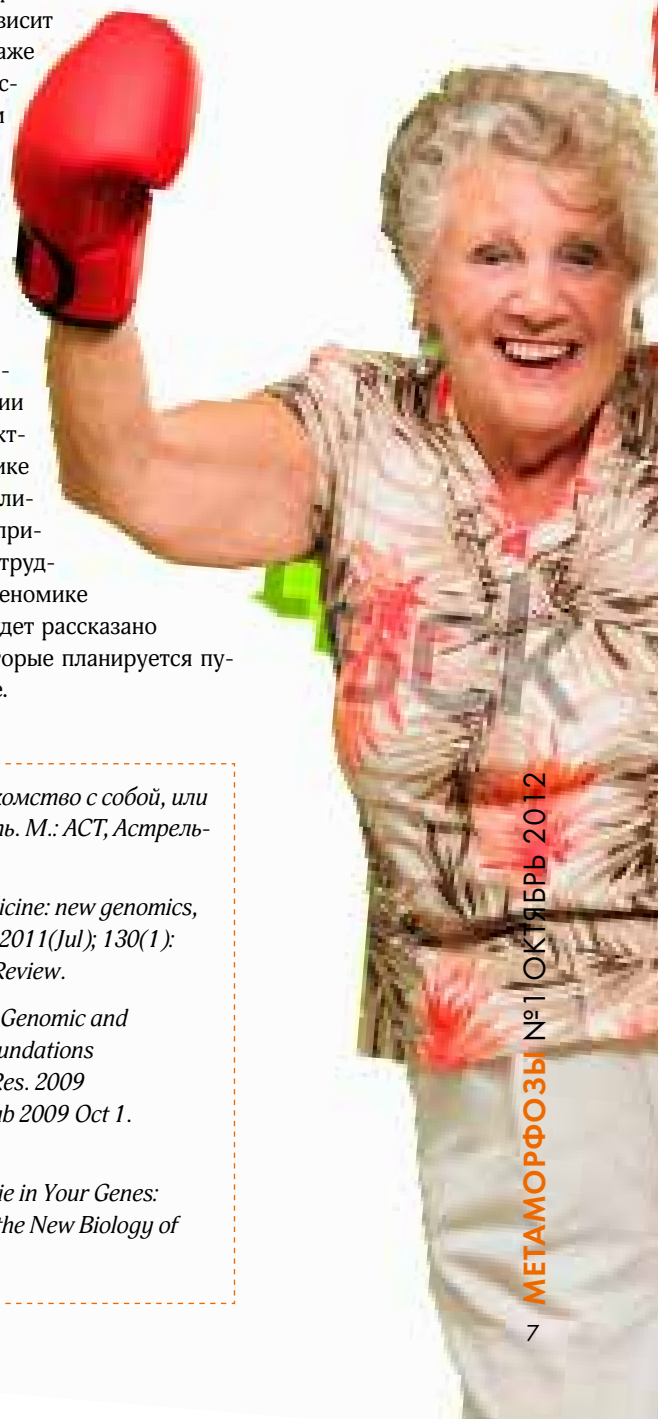 висит
аже
с-
-
ии
кт-
ике
ли-
при-
труд-
еномике
дет рассказано
торые планируется пу-
е.
комство с собой, или
ть. М.: АСТ, Астрель-
icine: new genomics,
2011(Jul); 130(1):
Review.
Genomic and
undations
Res. 2009
ub 2009 Oct 1.
ie in Your Genes:
the New Biology of
МЕТАМОРФОЗЫ №1 ОКТЯБРЬ 2012
7